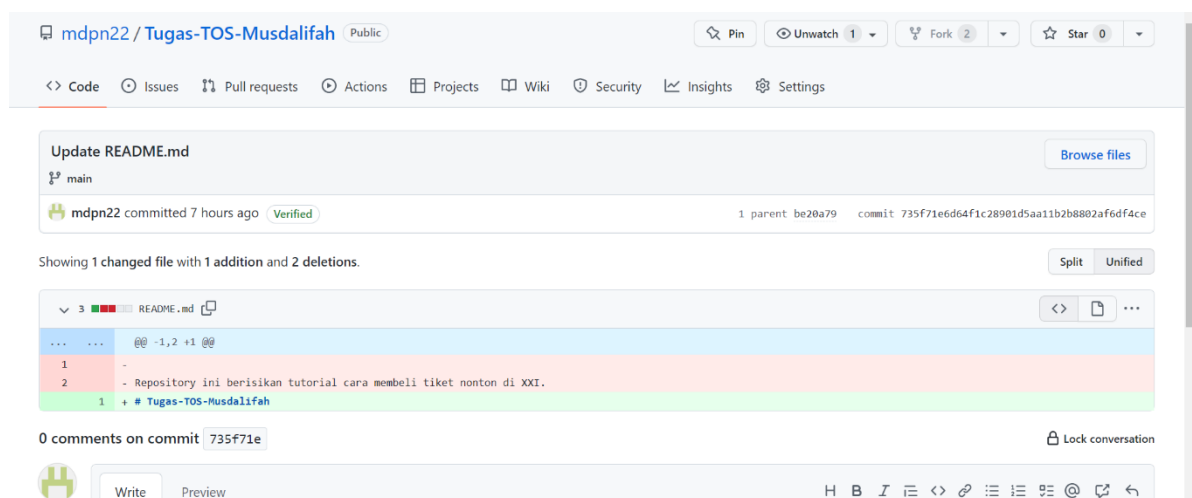 mdpn22 / Tugas-TOS-Musdalifah Public Pin Unwatch 1 Fork 2 Star 0
<> Code Issues Pull requests Actions Projects Wiki Security Insights Settings
Update README.md Browse files
main
mdpn22 committed 7 hours ago Verified 1 parent be20a79 commit 735f71e6d64f1c28901d5aa11b2b8802af6df4ce
Showing 1 changed file with 1 addition and 2 deletions. Split Unified
3 README.md <> ...
... ... @@ -1,2 +1 @@
1 -
2 - Repository ini berisikan tutorial cara membeli tiket nonton di XXI.
1 + # Tugas-TOS-Musdalifah
0 comments on commit 735f71e Lock conversation
Write Preview H B I <> @